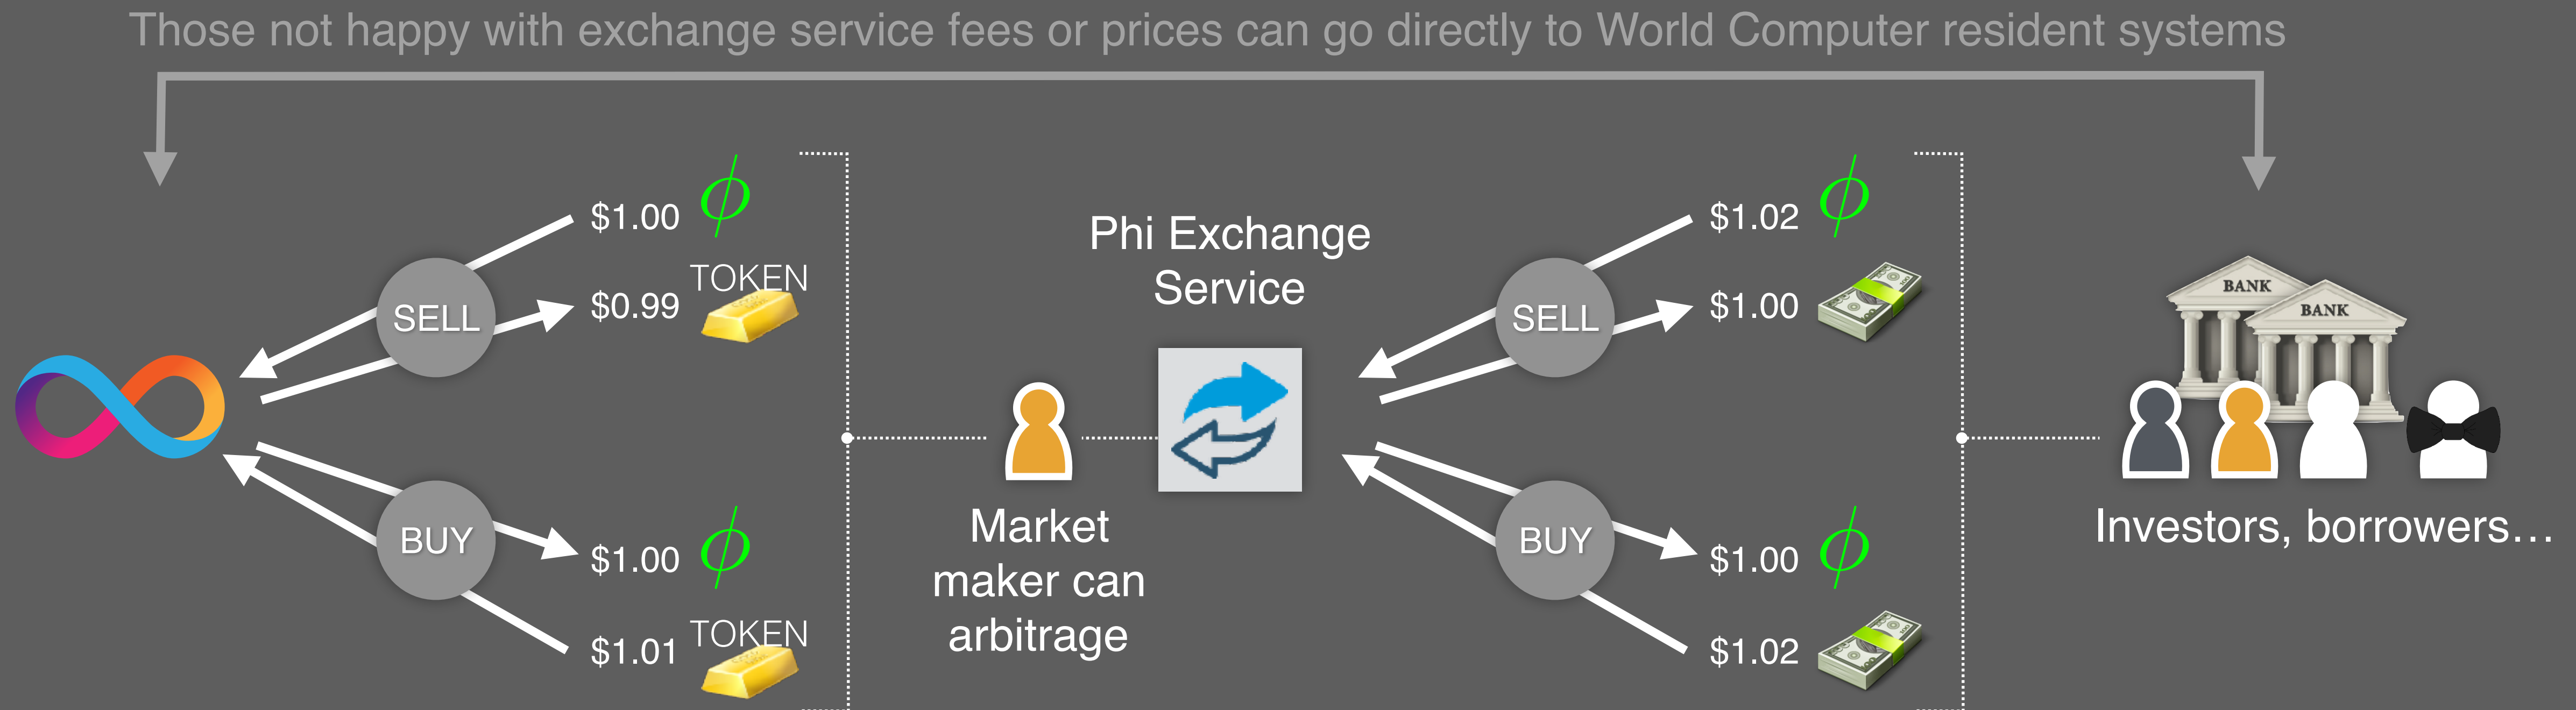 Those not happy with exchange service fees or prices can go directly to World Computer resident systems
$1.00 ϕ
TOKEN
$0.99
SELL
$1.00 ϕ
BUY
TOKEN
$1.01
Market
maker can
arbitrage
Phi Exchange
Service
$1.02 ϕ
$1.00
SELL
$1.00 ϕ
BUY
$1.02
BANK
BANK
Investors, borrowers…